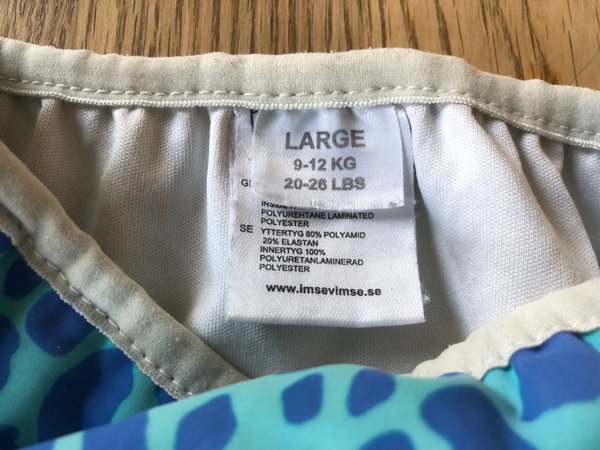 LARGE
9-12 KG
20-26 LBS
POLYUREHTANE LAMINATED
POLYESTER
SE YTTERTYG 80% POLYAMID
20% ELASTAN
INNERTYG 100%
POLYURETANLAMINERAD
POLYESTER
www.imsevimse.se